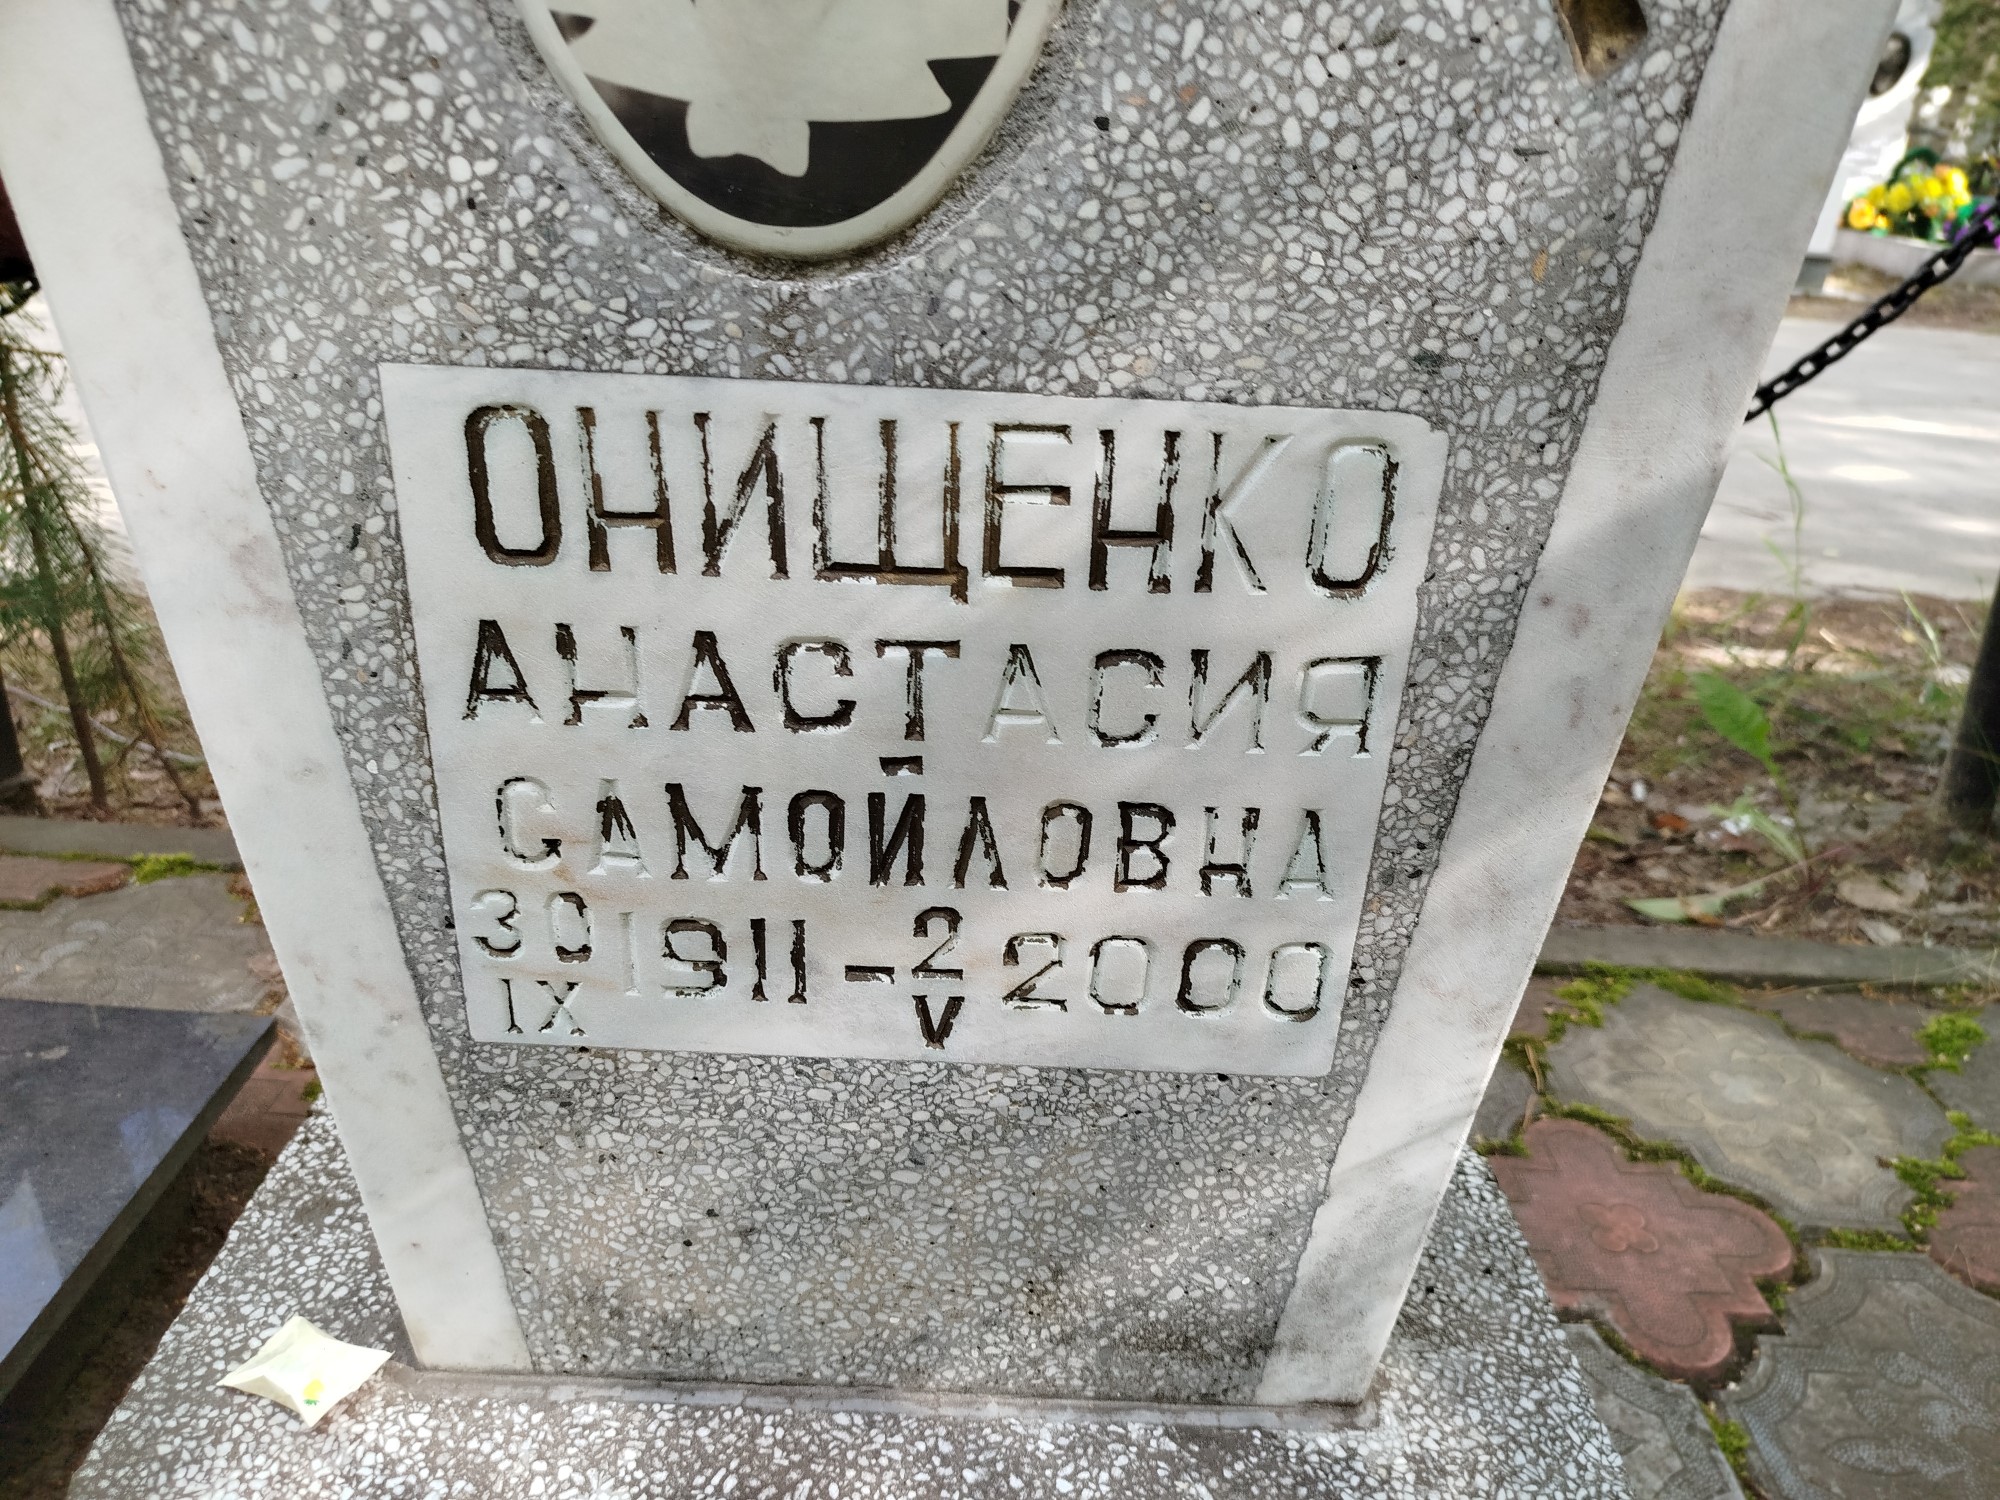 ОНИЩЕНКО
АНАСТАСИЯ
САМОЙЛОВНА
30/IX 1911 - 2/V 2000